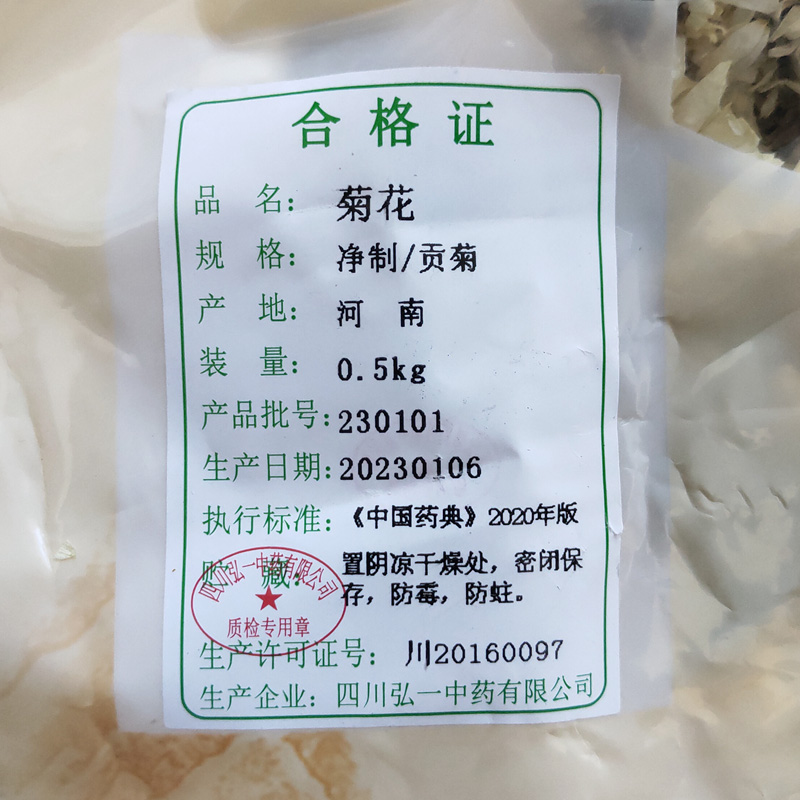 合格证
品 名: 菊花
规 格: 净制/贡菊
产 地: 河 南
装 量: 0.5kg
产品批号: 230101
生产日期: 20230106
执行标准: 《中国药典》2020年版
贮 藏: 置阴凉干燥处，密闭保
存，防霉，防蛀。
四川弘一中药有限公司
质检专用章
生产许可证号: 川20160097
生产企业: 四川弘一中药有限公司